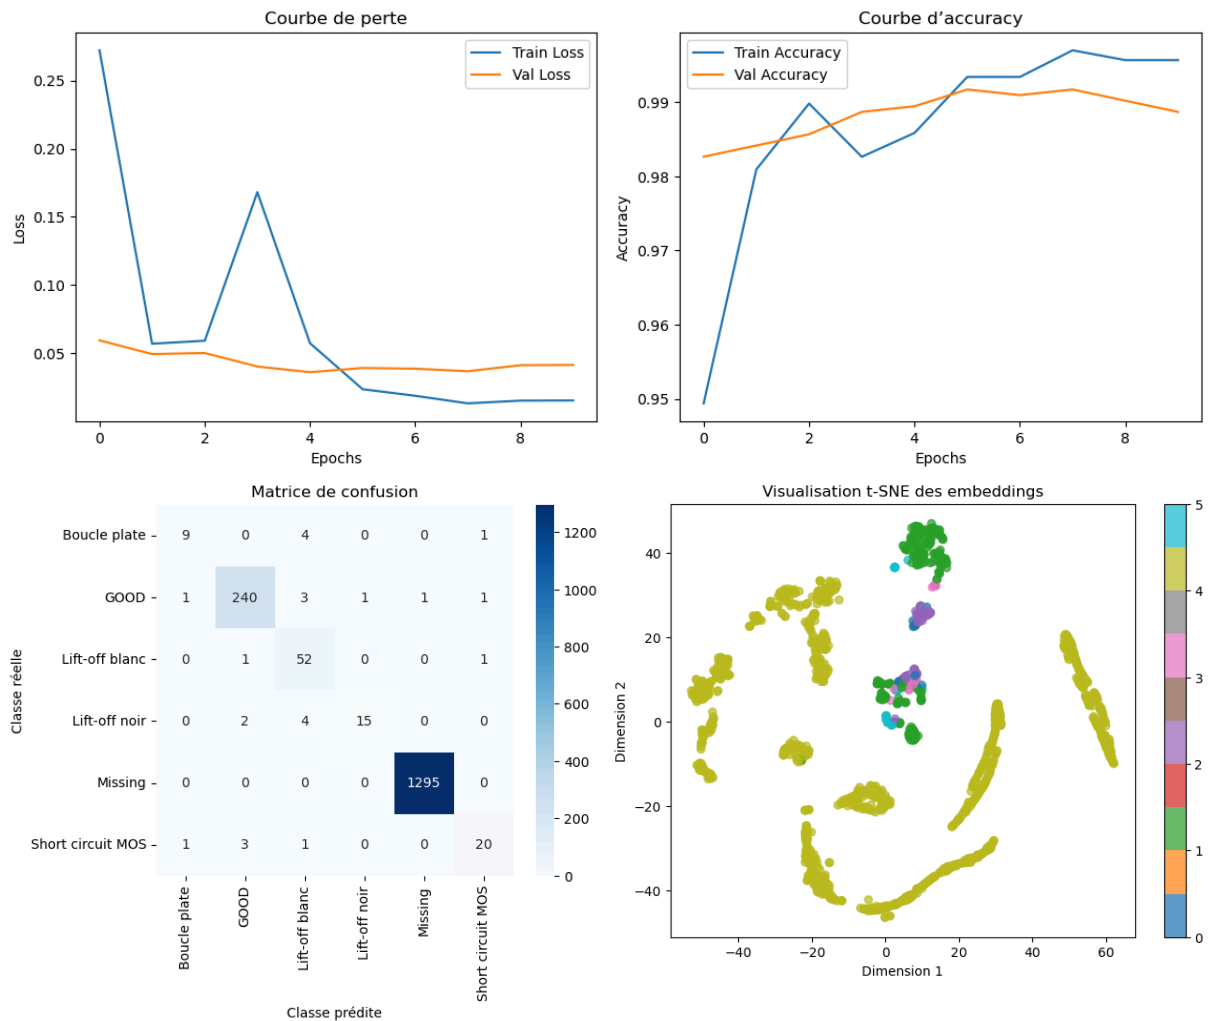 Courbe de perte
Train Loss
Val Loss
0.25
0.20
0.15
0.10
0.05
Loss
0 2 4 6 8
Epochs
Courbe d’accuracy
Train Accuracy
Val Accuracy
0.99
0.98
0.97
0.96
0.95
Accuracy
0 2 4 6 8
Epochs
Matrice de confusion
Classe réelle
Boucle plate 9 0 4 0 0 1
GOOD 1 240 3 1 1 1
Lift-off blanc 0 1 52 0 0 1
Lift-off noir 0 2 4 15 0 0
Missing 0 0 0 0 1295 0
Short circuit MOS 1 3 1 0 0 20
Boucle plate
GOOD
Lift-off blanc
Lift-off noir
Missing
Short circuit MOS
Classe prédite
1200
1000
800
600
400
200
0
Visualisation t-SNE des embeddings
Dimension 2
40
20
0
−20
−40
−40 −20 0 20 40 60
Dimension 1
5
4
3
2
1
0